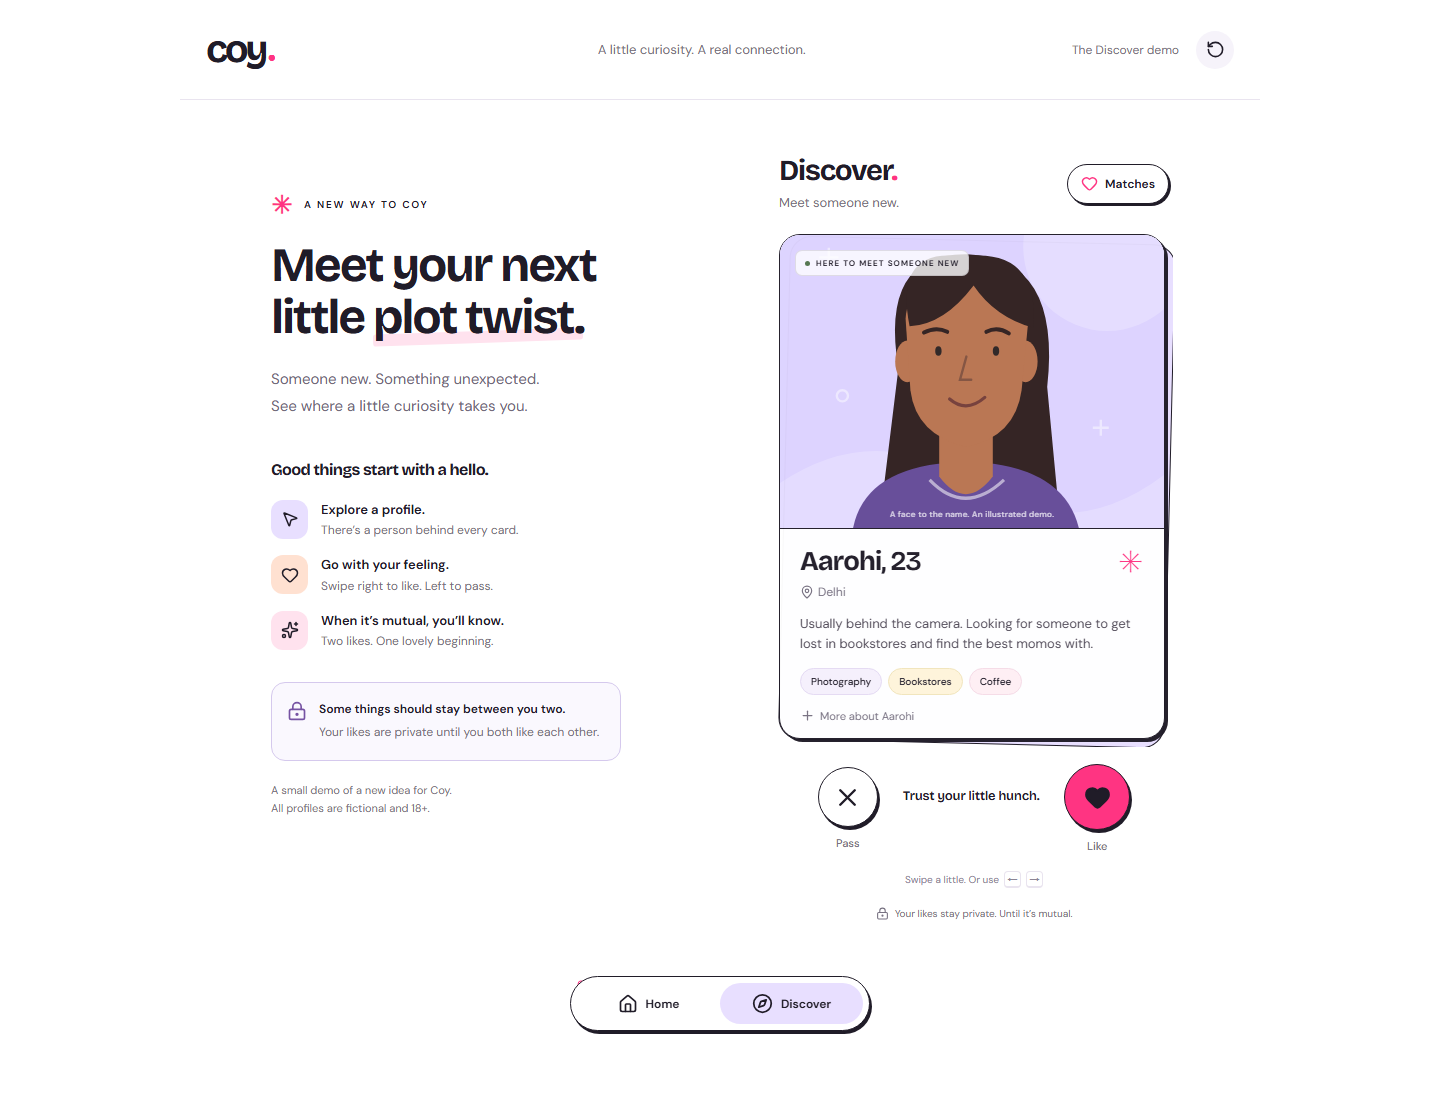 coy.
A little curiosity. A real connection.
The Discover demo
A NEW WAY TO COY
Meet your next
little plot twist.
Someone new. Something unexpected.
See where a little curiosity takes you.
Good things start with a hello.
Explore a profile.
There's a person behind every card.
Go with your feeling.
Swipe right to like. Left to pass.
When it's mutual, you'll know.
Two likes. One lovely beginning.
Some things should stay between you two.
Your likes are private until you both like each other.
A small demo of a new idea for Coy.
All profiles are fictional and 18+.
Discover.
Meet someone new.
Matches
HERE TO MEET SOMEONE NEW
A face to the name. An illustrated demo.
Aarohi, 23
Delhi
Usually behind the camera. Looking for someone to get
lost in bookstores and find the best momos with.
Photography Bookstores Coffee
More about Aarohi
Trust your little hunch.
Pass
Like
Swipe a little. Or use ← →
Your likes stay private. Until it's mutual.
Home Discover